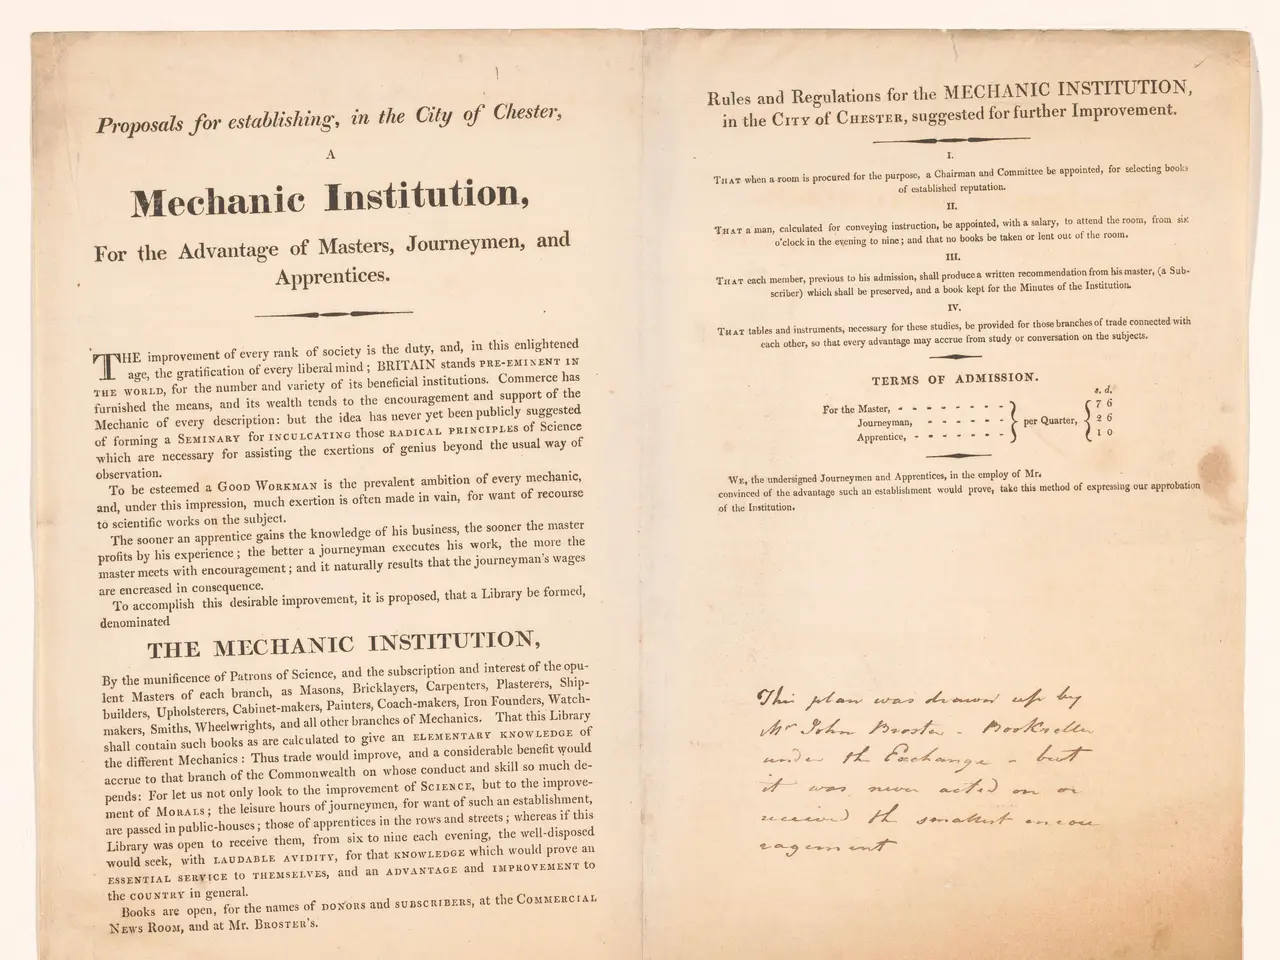 Proposals for establishing, in the City of Chester,
A
Mechanic Institution,
For the Advantage of Masters, Journeymen, and
Apprentices.
THE improvement of every rank of society is the duty, and, in this enlightened
age, the gratification of every liberal mind; BRITAIN stands PRE-EMINENT IN
THE WORLD, for the number and variety of its beneficial institutions. Commerce has
furnished the means, and its wealth tends to the encouragement and support of the
Mechanic of every description: but the idea has never yet been publicly suggested
of forming a SEMINARY for INCULCATING those RADICAL PRINCIPLES of Science
which are necessary for assisting the exertions of genius beyond the usual way of
observation.
To be esteemed a GOOD WORKMAN is the prevalent ambition of every mechanic,
and, under this impression, much exertion is often made in vain, for want of recourse
to scientific works on the subject.
The sooner an apprentice gains the knowledge of his business, the sooner the master
profits by his experience; the better a journeyman executes his work, the more the
master meets with encouragement; and it naturally results that the journeyman's wages
are encreased in consequence.
To accomplish this desirable improvement, it is proposed, that a Library be formed,
denominated
THE MECHANIC INSTITUTION,
By the munificence of Patrons of Science, and the subscription and interest of the opu-
lent Masters of each branch, as Masons, Bricklayers, Carpenters, Plasterers, Ship-
builders, Upholsterers, Cabinet-makers, Painters, Coach-makers, Iron Founders, Watch-
makers, Smiths, Wheelwrights, and all other branches of Mechanics. That this Library
shall contain such books as are calculated to give an ELEMENTARY KNOWLEDGE of
the different Mechanics: Thus trade would improve, and a considerable benefit would
accrue to that branch of the Commonwealth on whose conduct and skill so much de-
pends: For let us not only look to the improvement of SCIENCE, but to the improve-
ment of MORALS; the leisure hours of journeymen, for want of such an establishment,
are passed in public-houses; those of apprentices in the rows and streets; whereas if this
Library was open to receive them, from six to nine each evening, the well-disposed
would seek, with LAUDABLE AVIDITY, for that KNOWLEDGE which would prove an
ESSENTIAL SERVICE to THEMSELVES, and an ADVANTAGE and IMPROVEMENT to
the COUNTRY in general.
Books are open, for the names of DONORS and SUBSCRIBERS, at the COMMERCIAL
NEWS ROOM, and at Mr. BROSTER'S.
Rules and Regulations for the MECHANIC INSTITUTION,
in the CITY of CHESTER, suggested for further Improvement.
I.
THAT when a room is procured for the purpose, a Chairman and Committee be appointed, for selecting books
of established reputation.
II.
THAT a man, calculated for conveying instruction, be appointed, with a salary, to attend the room, from six
o'clock in the evening to nine; and that no books be taken or lent out of the room.
III.
THAT each member, previous to his admission, shall produce a written recommendation from his master, (a Sub-
scriber) which shall be preserved, and a book kept for the Minutes of the Institution.
IV.
THAT tables and instruments, necessary for these studies, be provided for those branches of trade connected with
each other, so that every advantage may accrue from study or conversation on the subjects.
TERMS OF ADMISSION.
s. d.
For the Master, - - - - - - - - 7 6
Journeyman, - - - - - - per Quarter, 2 6
Apprentice, - - - - - - - 1 0
WE, the undersigned Journeymen and Apprentices, in the employ of Mr.
convinced of the advantage such an establishment would prove, take this method of expressing our approbation
of the Institution.
This plan was drawn up by
Mr John Broster - Bookseller
under the Exchange - but
it was never acted on or
received the smallest encou
ragement